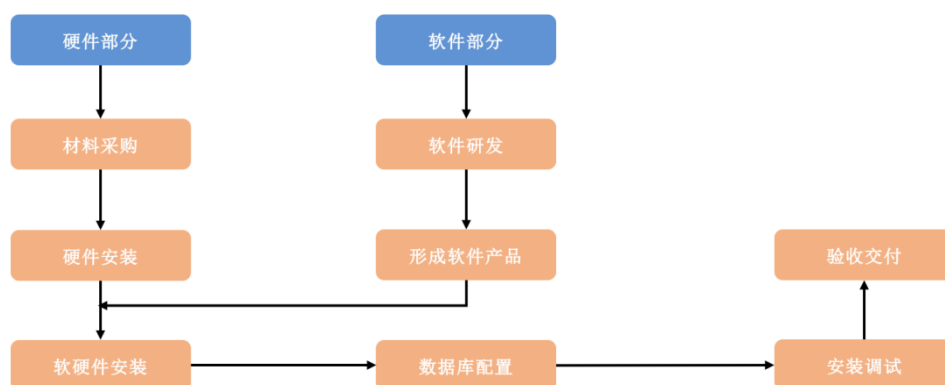 硬件部分
软件部分
材料采购
软件研发
硬件安装
形成软件产品
验收交付
软硬件安装
数据库配置
安装调试